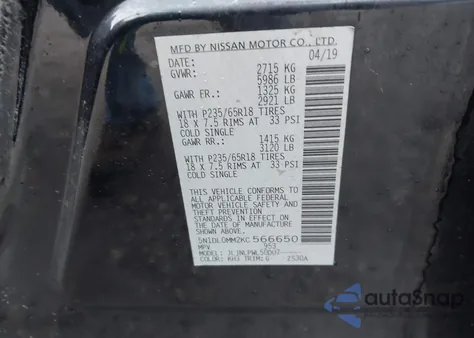 MFD BY NISSAN MOTOR CO., LTD.
04/19
GVWR: 2715 KG
5986 LB
GAWR FR: 1325 KG
2921 LB
WITH P235/65R18 TIRES
18 x 7.5 RIMS AT 33 PSI
COLD SINGLE
GAWR RR: 1415 KG
3120 LB
WITH P235/65R18 TIRES
18 x 7.5 RIMS AT 33 PSI
COLD SINGLE
THIS VEHICLE CONFORMS TO
ALL APPLICABLE FEDERAL
MOTOR VEHICLE SAFETY AND
THEFT PREVENTION
STANDARDS IN EFFECT ON
THE DATE OF MANUFACTURE
SHOWN ABOVE
5N1DL0MM2KC566650
MPV
MODEL:
COLOR: KH3 TRIM: G
autoSnap